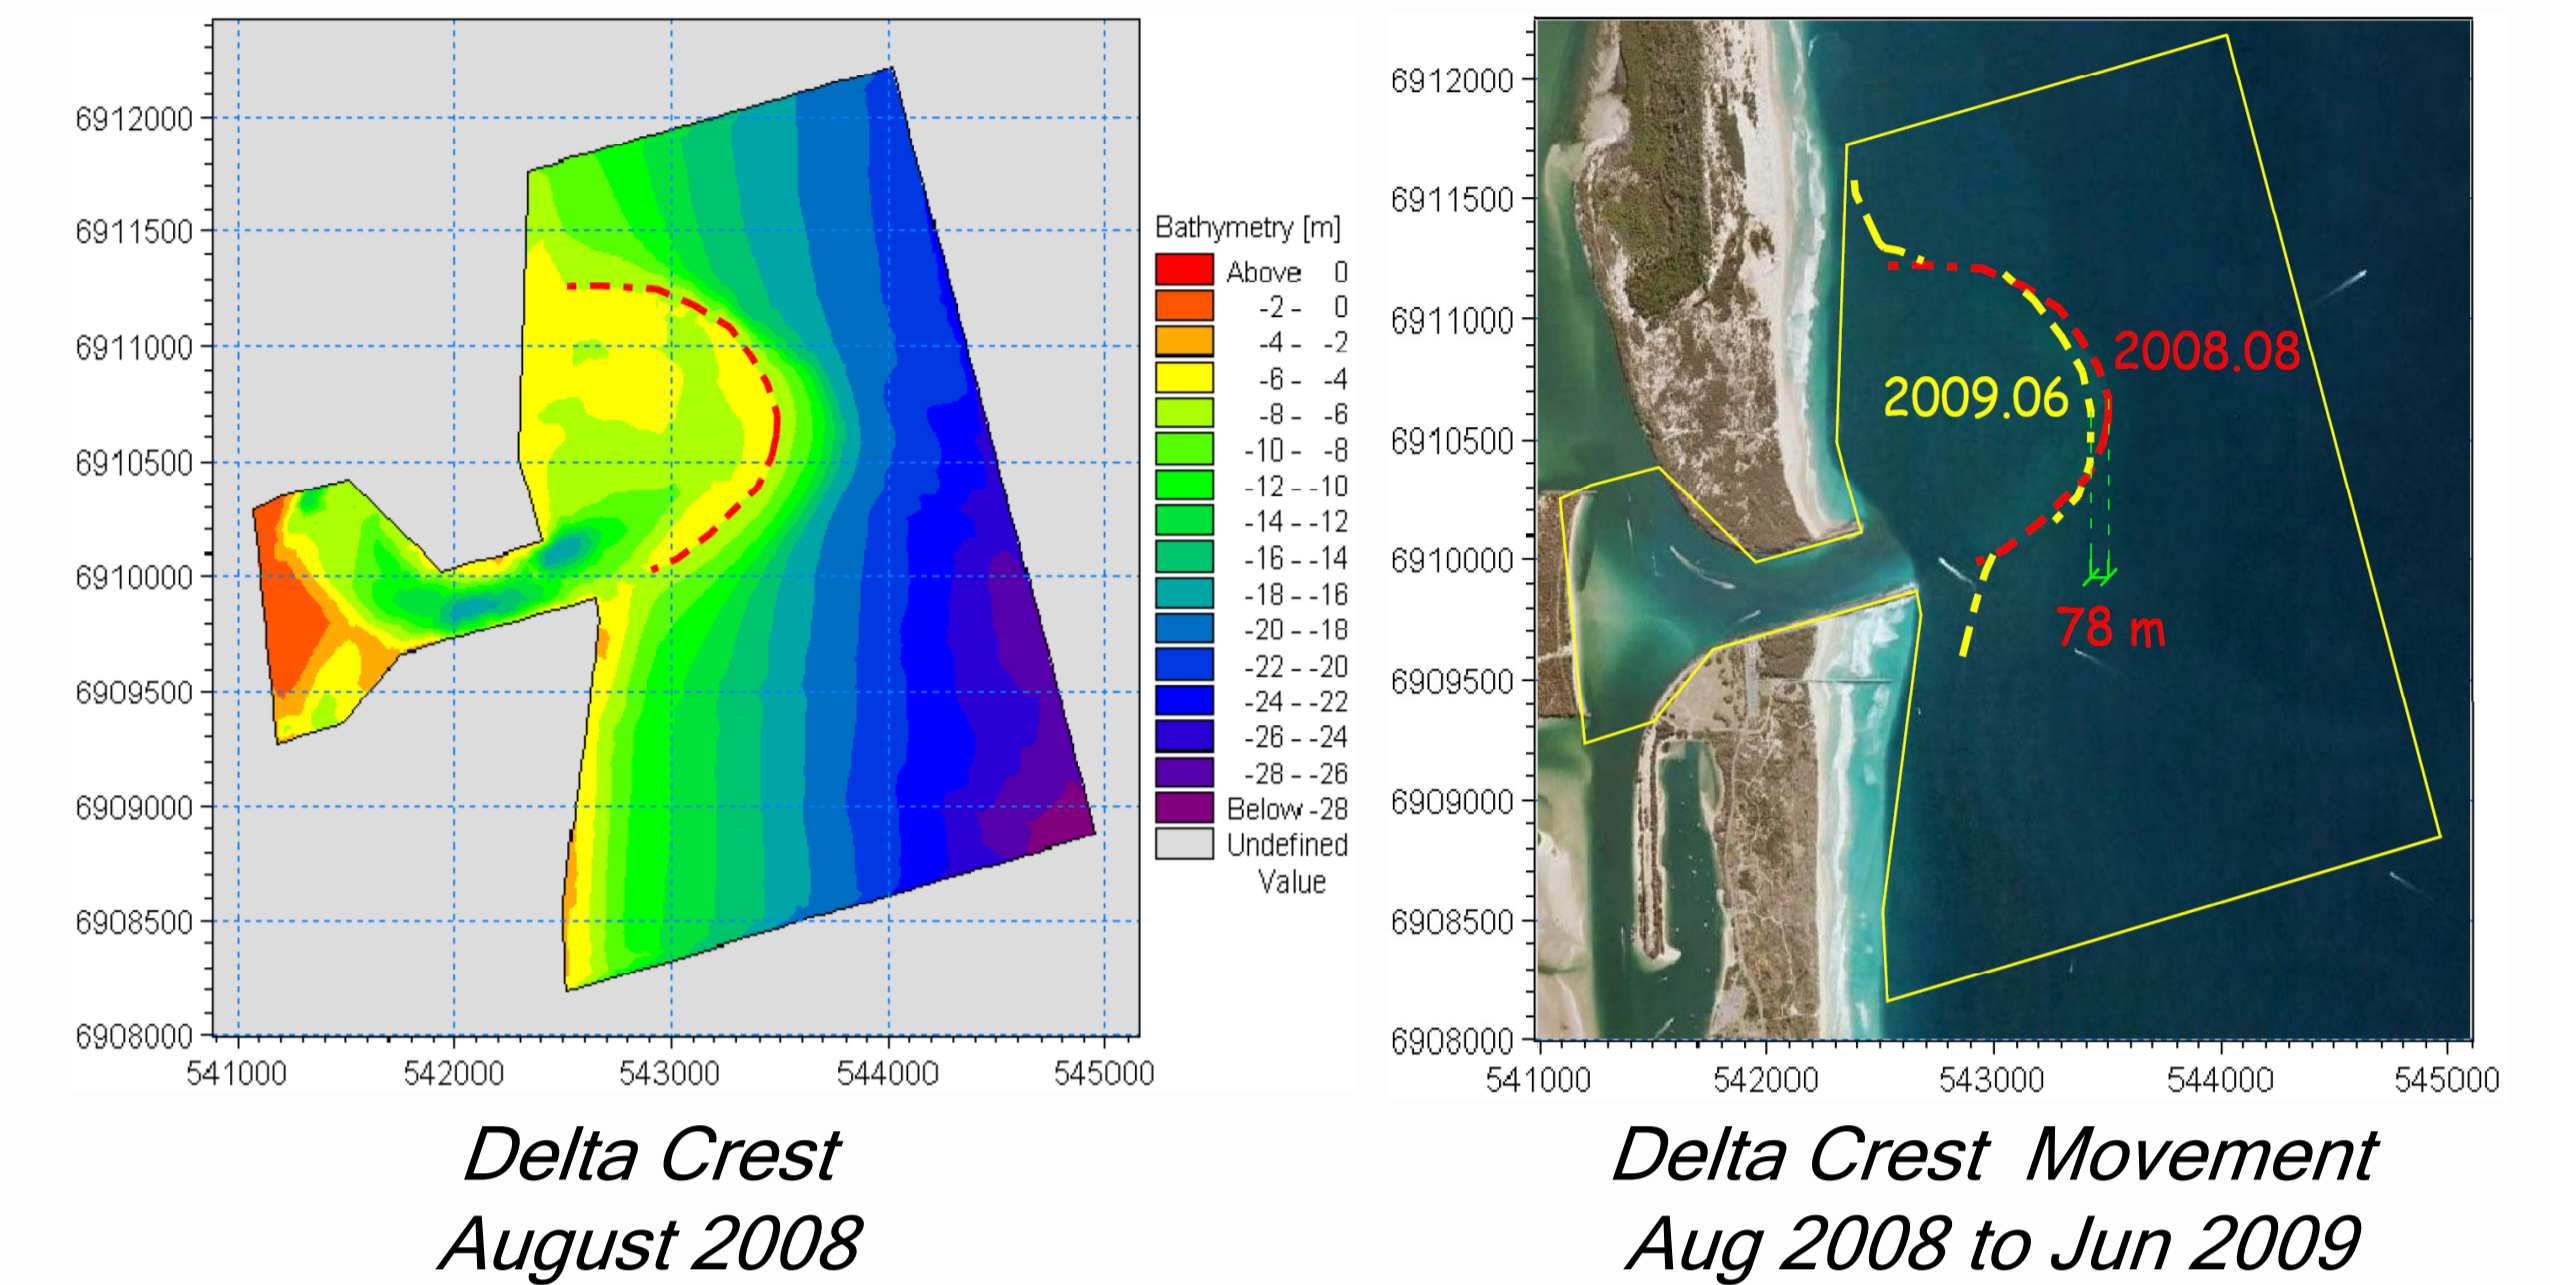 6912000
6911500
6911000
6910500
6910000
6909500
6909000
6908500
6908000
541000 542000 543000 544000 545000
Bathymetry [m]
Above 0
-2 - 0
-4 - -2
-6 - -4
-8 - -6
-10 - -8
-12 - -10
-14 - -12
-16 - -14
-18 - -16
-20 - -18
-22 - -20
-24 - -22
-26 - -24
-28 - -26
Below -28
Undefined
Value
Delta Crest
August 2008
6912000
6911500
6911000
6910500
6910000
6909500
6909000
6908500
6908000
541000 542000 543000 544000 545000
2008.08
2009.06
78 m
Delta Crest Movement
Aug 2008 to Jun 2009